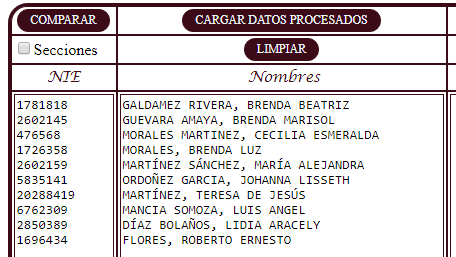 COMPARAR CARGAR DATOS PROCESADOS
Secciones LIMPIAR
NIE Nombres
1781818 GALDAMEZ RIVERA, BRENDA BEATRIZ
2602145 GUEVARA AMAYA, BRENDA MARISOL
476568 MORALES MARTINEZ, CECILIA ESMERALDA
1726358 MORALES, BRENDA LUZ
2602159 MARTÍNEZ SÁNCHEZ, MARÍA ALEJANDRA
5835141 ORDOÑEZ GARCIA, JOHANNA LISSETH
20288419 MARTÍNEZ, TERESA DE JESÚS
6762309 MANCIA SOMOZA, LUIS ANGEL
2850389 DÍAZ BOLAÑOS, LIDIA ARACELY
1696434 FLORES, ROBERTO ERNESTO